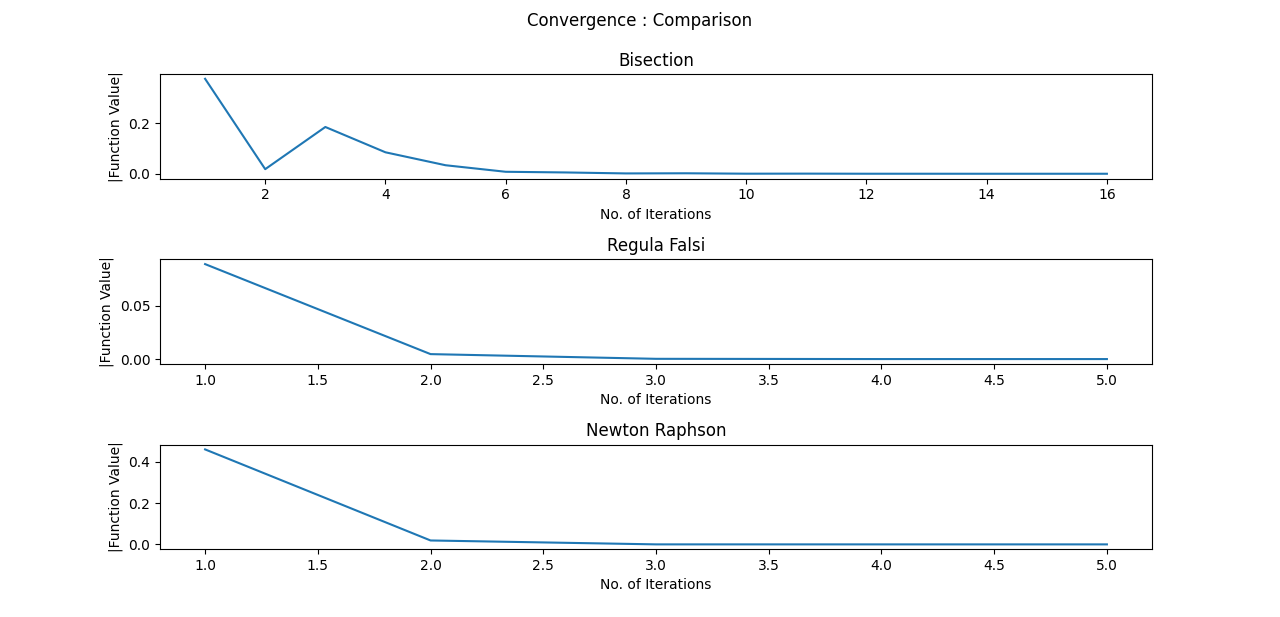 Convergence : Comparison
Bisection
|Function Value|
0.2
0.0
2 4 6 8 10 12 14 16
No. of Iterations
Regula Falsi
|Function Value|
0.05
0.00
1.0 1.5 2.0 2.5 3.0 3.5 4.0 4.5 5.0
No. of Iterations
Newton Raphson
|Function Value|
0.4
0.2
0.0
1.0 1.5 2.0 2.5 3.0 3.5 4.0 4.5 5.0
No. of Iterations